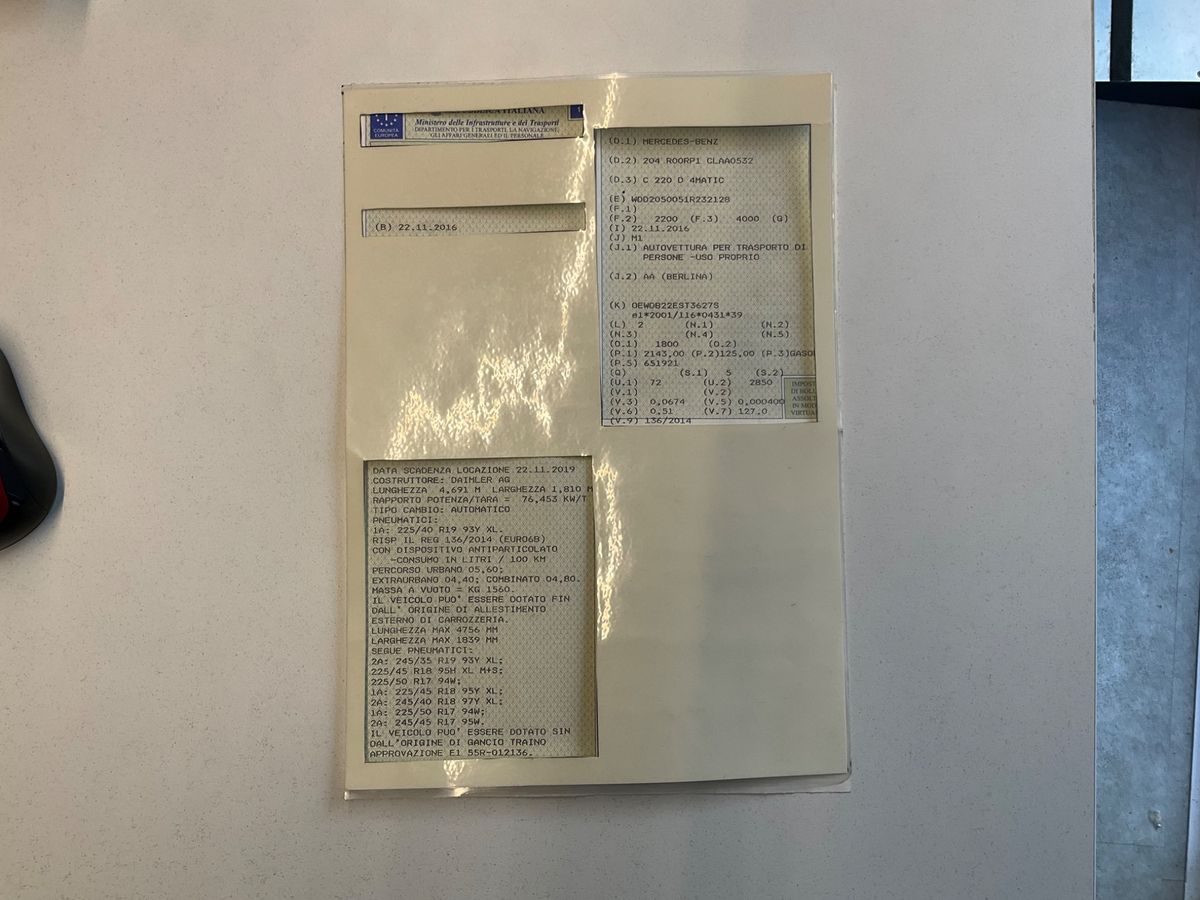 REPUBBLICA ITALIANA
1
COMUNITÀ
EUROPEA
Ministero delle Infrastrutture e dei Trasporti
DIPARTIMENTO PER I TRASPORTI, LA NAVIGAZIONE,
GLI AFFARI GENERALI ED IL PERSONALE
(B) 22.11.2016
DATA SCADENZA LOCAZIONE 22.11.2019
COSTRUTTORE: DAIMLER AG
LUNGHEZZA 4,691 M LARGHEZZA 1,810 M
RAPPORTO POTENZA/TARA = 76,453 KW/T
TIPO CAMBIO: AUTOMATICO
PNEUMATICI:
1A: 225/40 R19 93Y XL.
RISP IL REG 136/2014 (EURO6B)
CON DISPOSITIVO ANTIPARTICOLATO
-CONSUMO IN LITRI / 100 KM
PERCORSO URBANO 05,60;
EXTRAURBANO 04,40; COMBINATO 04,80.
MASSA A VUOTO = KG 1560.
IL VEICOLO PUO' ESSERE DOTATO FIN
DALL' ORIGINE DI ALLESTIMENTO
ESTERNO DI CARROZZERIA.
LUNGHEZZA MAX 4756 MM
LARGHEZZA MAX 1839 MM
SEGUE PNEUMATICI:
2A: 245/35 R19 93Y XL;
225/45 R18 95H XL M+S;
225/50 R17 94W;
1A: 225/45 R18 95Y XL;
2A: 245/40 R18 97Y XL;
1A: 225/50 R17 94W;
2A: 245/45 R17 95W.
IL VEICOLO PUO' ESSERE DOTATO SIN
DALL'ORIGINE DI GANCIO TRAINO
APPROVAZIONE E1 55R-012136.
(D.1) MERCEDES-BENZ
(D.2) 204 R00RP1 CLAA0532
(D.3) C 220 D 4MATIC
(E) WDD2050051R232128
(F.1)
(F.2) 2200 (F.3) 4000 (G)
(I) 22.11.2016
(J) M1
(J.1) AUTOVETTURA PER TRASPORTO DI
PERSONE -USO PROPRIO
(J.2) AA (BERLINA)
(K) OEWDB22EST3627S
e1*2001/116*0431*39
(L) 2 (N.1) (N.2)
(N.3) (N.4) (N.5)
(O.1) 1800 (O.2)
(P.1) 2143,00 (P.2)125,00 (P.3)GASO
(P.5) 651921
(Q) (S.1) 5 (S.2)
(U.1) 72 (U.2) 2850
(V.1) (V.2)
(V.3) 0,0674 (V.5) 0,000400
(V.6) 0,51 (V.7) 127,0
(V.9) 136/2014
IMPOST
DI BOLL
ASSOLT
IN MOD
VIRTUA